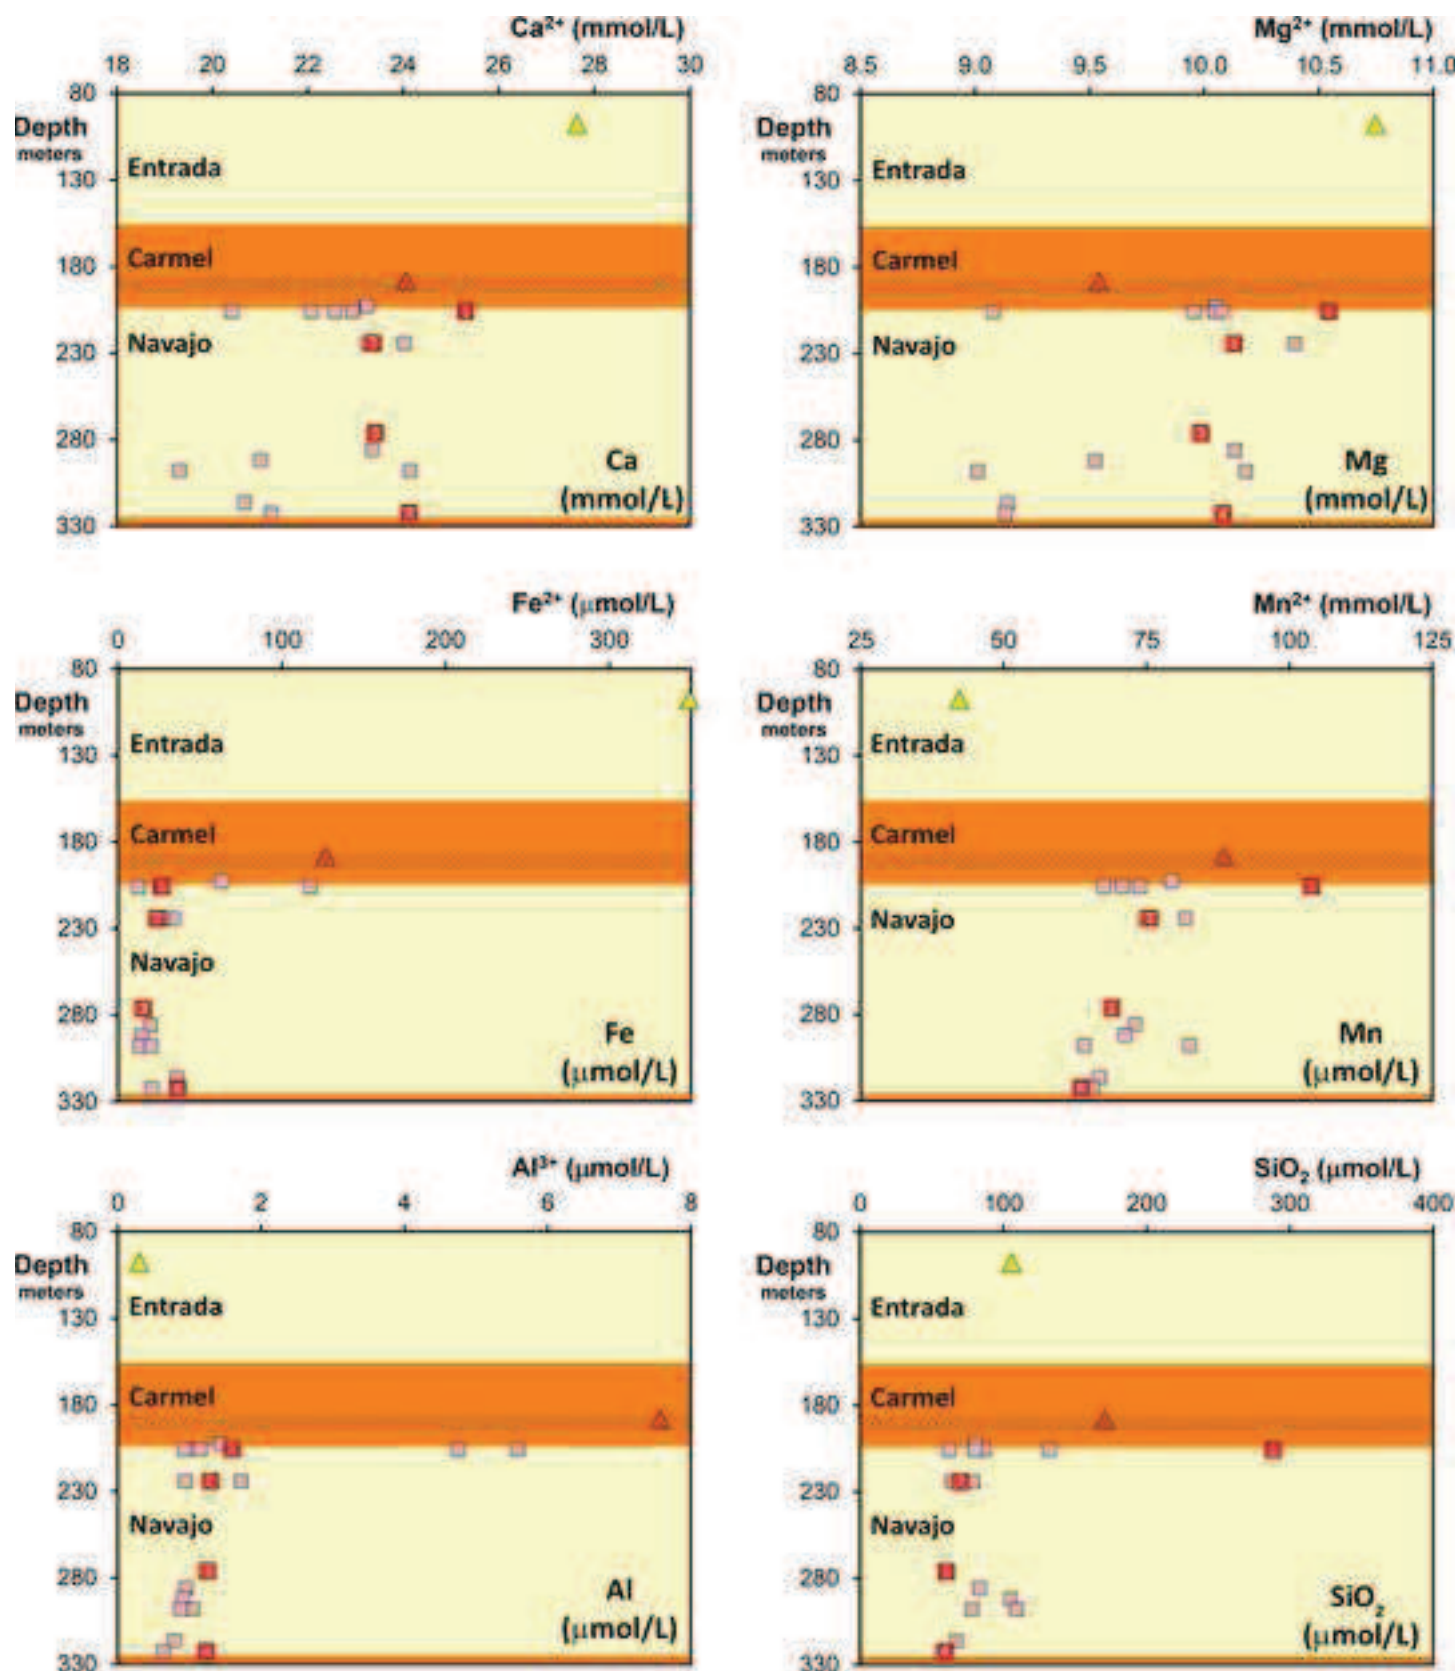 Ca²⁺ (mmol/L)
18 20 22 24 26 28 30
80
Depth
meters
130
180
230
280
330
Entrada
Carmel
Navajo
Ca
(mmol/L)
Mg²⁺ (mmol/L)
8.5 9.0 9.5 10.0 10.5 11.0
80
Depth
meters
130
180
230
280
330
Entrada
Carmel
Navajo
Mg
(mmol/L)
Fe²⁺ (μmol/L)
0 100 200 300
80
Depth
meters
130
180
230
280
330
Entrada
Carmel
Navajo
Fe
(μmol/L)
Mn²⁺ (mmol/L)
25 50 75 100 125
80
Depth
meters
130
180
230
280
330
Entrada
Carmel
Navajo
Mn
(μmol/L)
Al³⁺ (μmol/L)
0 2 4 6 8
80
Depth
meters
130
180
230
280
330
Entrada
Carmel
Navajo
Al
(μmol/L)
SiO₂ (μmol/L)
0 100 200 300 400
80
Depth
meters
130
180
230
280
330
Entrada
Carmel
Navajo
SiO₂
(μmol/L)